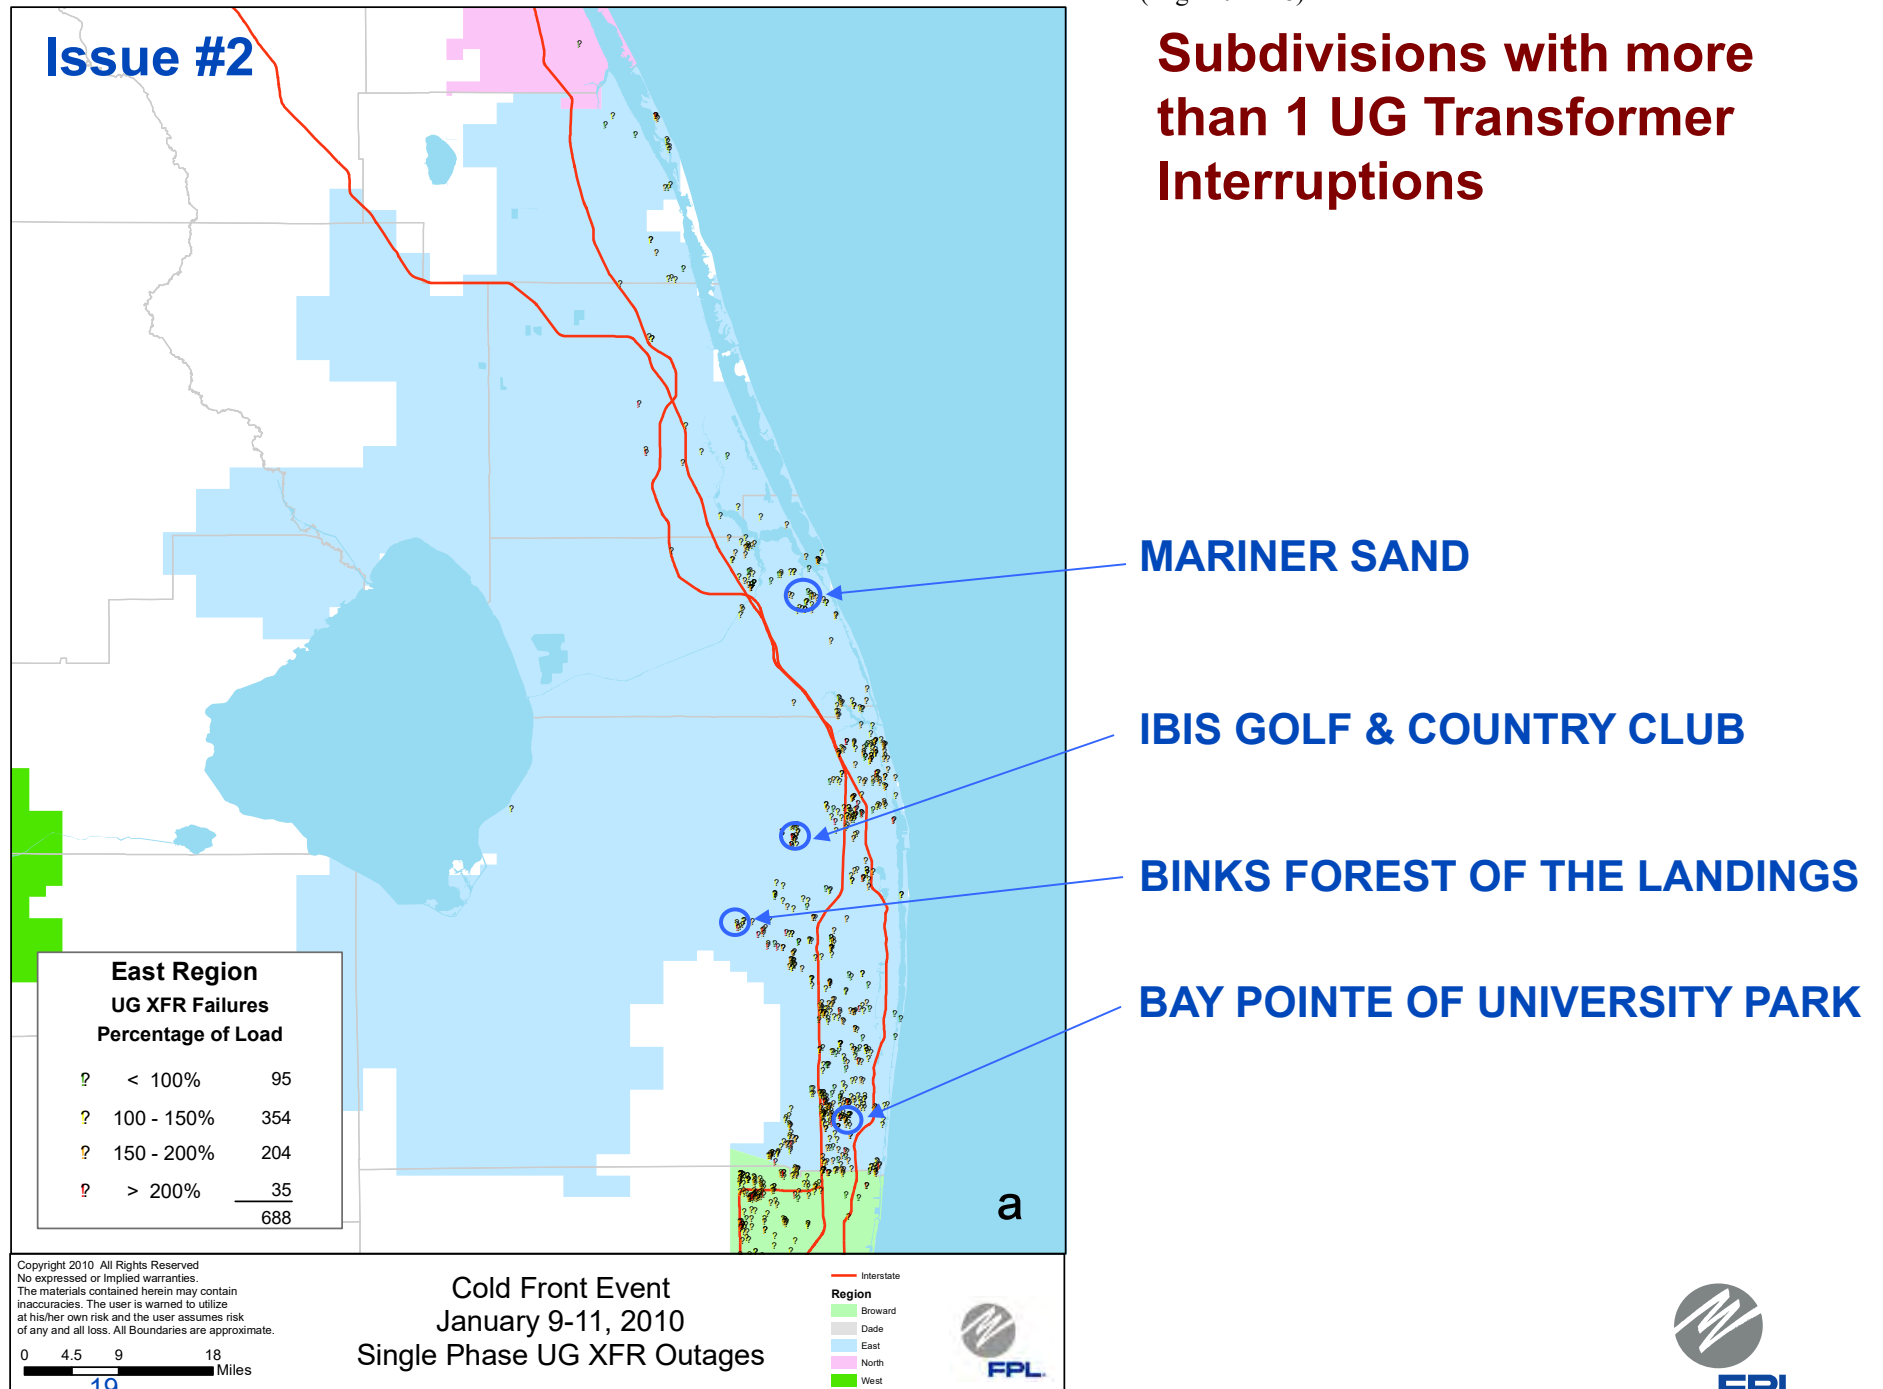 Issue #2
Subdivisions with more
than 1 UG Transformer
Interruptions
MARINER SAND
IBIS GOLF & COUNTRY CLUB
BINKS FOREST OF THE LANDINGS
BAY POINTE OF UNIVERSITY PARK
East Region
UG XFR Failures
Percentage of Load
? < 100% 95
? 100 - 150% 354
? 150 - 200% 204
? > 200% 35
688
a
Copyright 2010 All Rights Reserved
No expressed or Implied warranties.
The materials contained herein may contain
inaccuracies. The user is warned to utilize
at his/her own risk and the user assumes risk
of any and all loss. All Boundaries are approximate.
0 4.5 9 18
Miles
19
Cold Front Event
January 9-11, 2010
Single Phase UG XFR Outages
Interstate
Region
Broward
Dade
East
North
West
FPL.
FPL